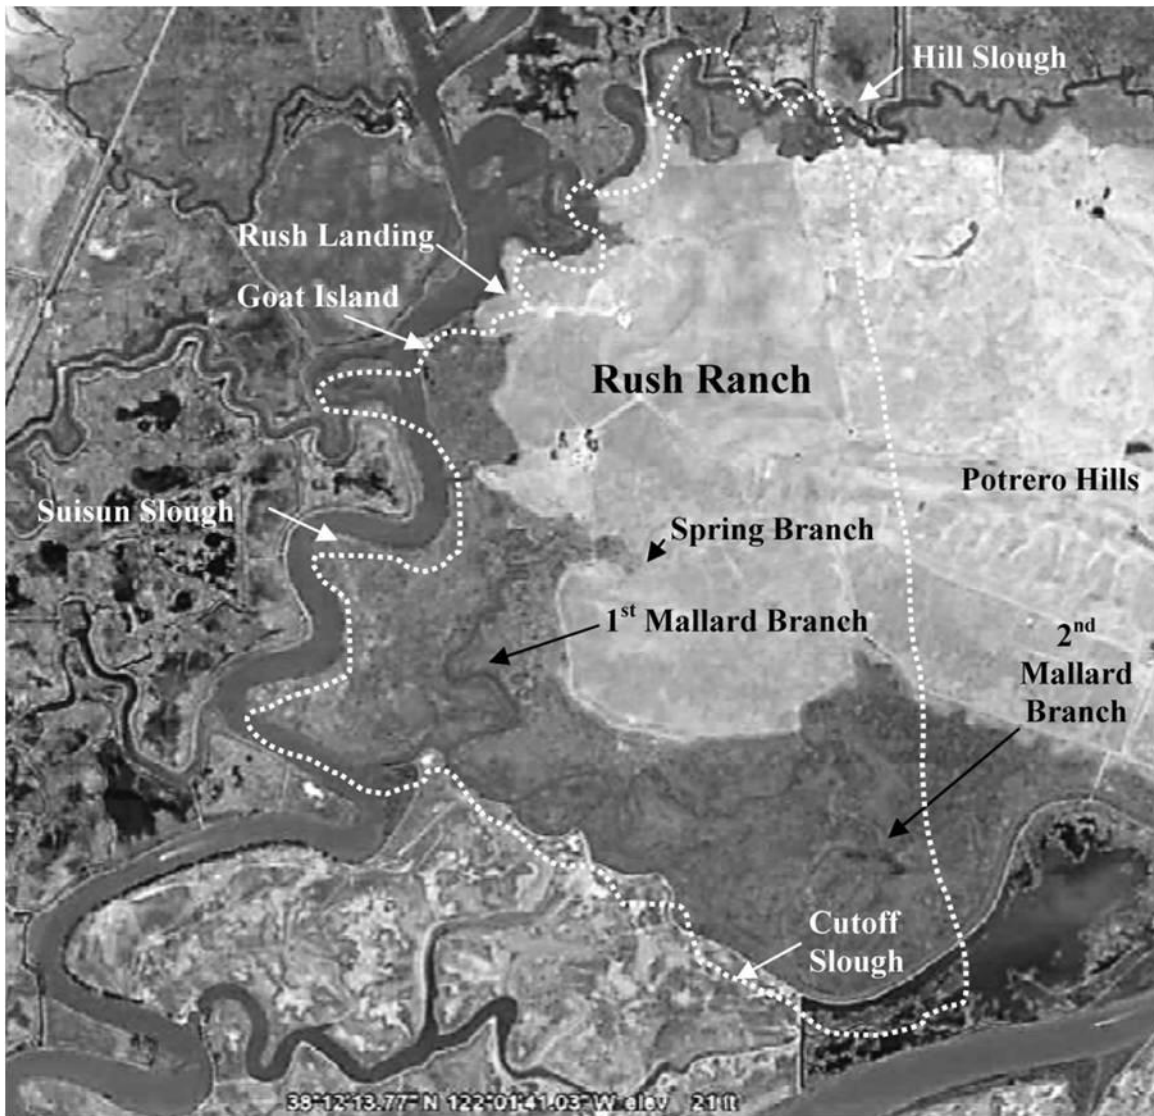 Hill Slough
Rush Landing
Goat Island
Rush Ranch
Potrero Hills
Suisun Slough
Spring Branch
1st Mallard Branch
2nd
Mallard
Branch
Cutoff
Slough
38°12'13.77" N 122°01'41.03" W elev 21 ft